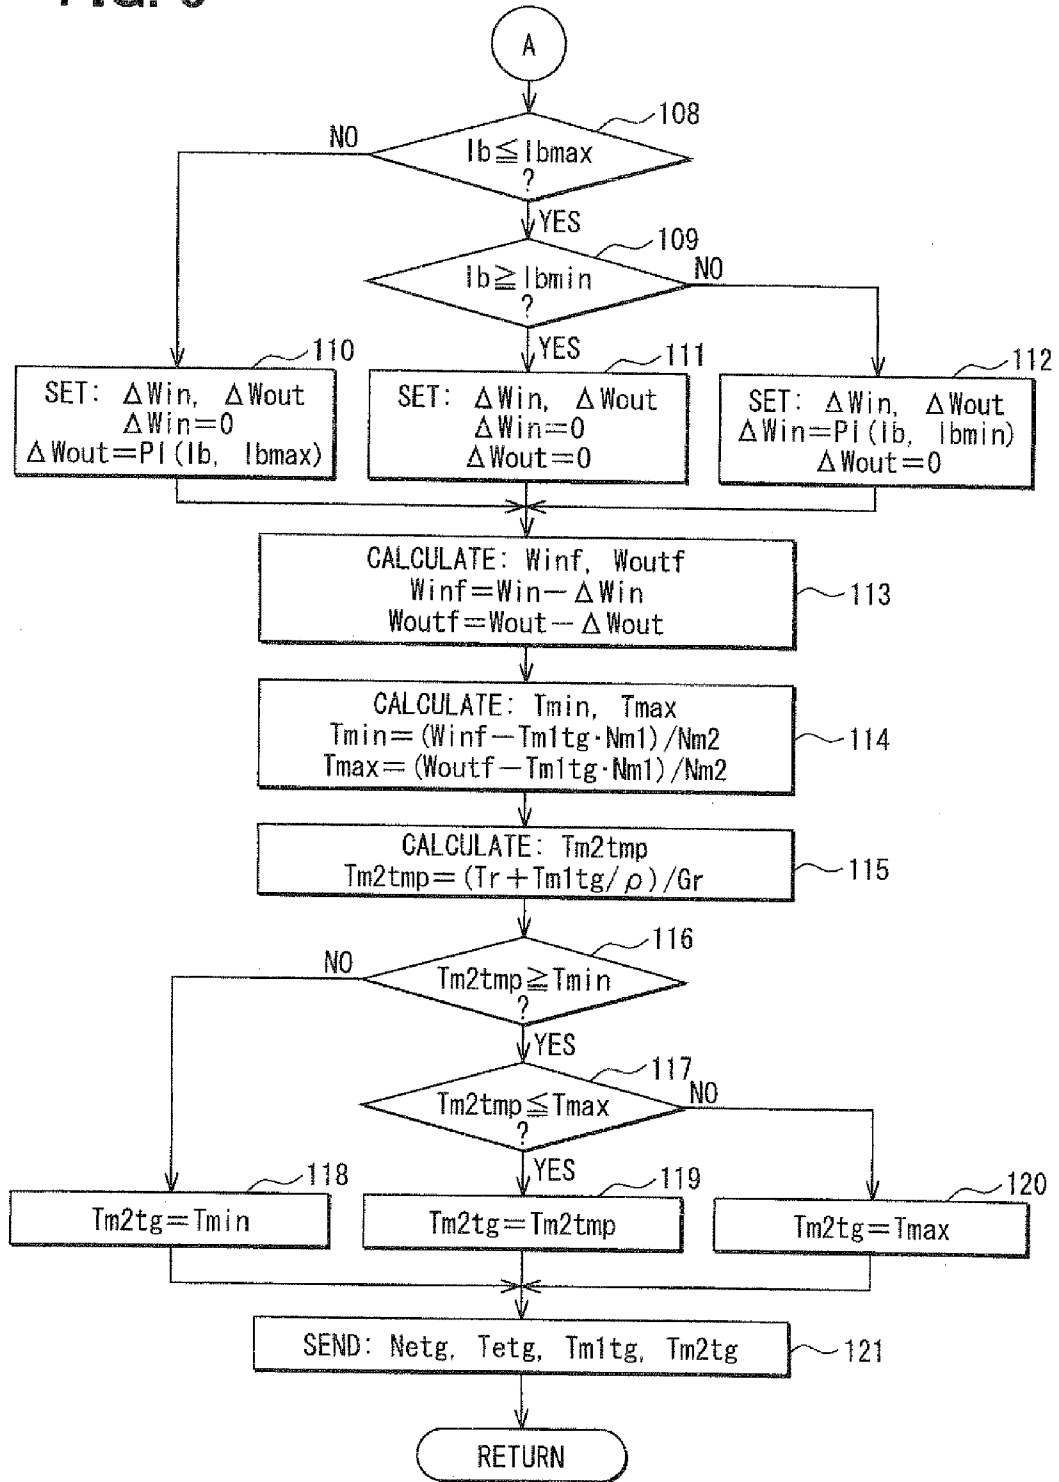 A
108
NO
Ib≦Ibmax
?
YES
109
Ib≧Ibmin
NO
?
YES
110
SET: ΔWin, ΔWout
ΔWin=0
ΔWout=PI(Ib, Ibmax)
111
SET: ΔWin, ΔWout
ΔWin=0
ΔWout=0
112
SET: ΔWin, ΔWout
ΔWin=PI(Ib, Ibmin)
ΔWout=0
CALCULATE: Winf, Woutf
Winf=Win-ΔWin
Woutf=Wout-ΔWout
113
CALCULATE: Tmin, Tmax
Tmin=(Winf-Tm1tg·Nm1)/Nm2
Tmax=(Woutf-Tm1tg·Nm1)/Nm2
114
CALCULATE: Tm2tmp
Tm2tmp=(Tr+Tm1tg/ρ)/Gr
115
116
NO
Tm2tmp≧Tmin
?
YES
117
Tm2tmp≦Tmax
NO
?
YES
118
Tm2tg=Tmin
119
Tm2tg=Tm2tmp
120
Tm2tg=Tmax
SEND: Netg, Tetg, Tm1tg, Tm2tg
121
RETURN